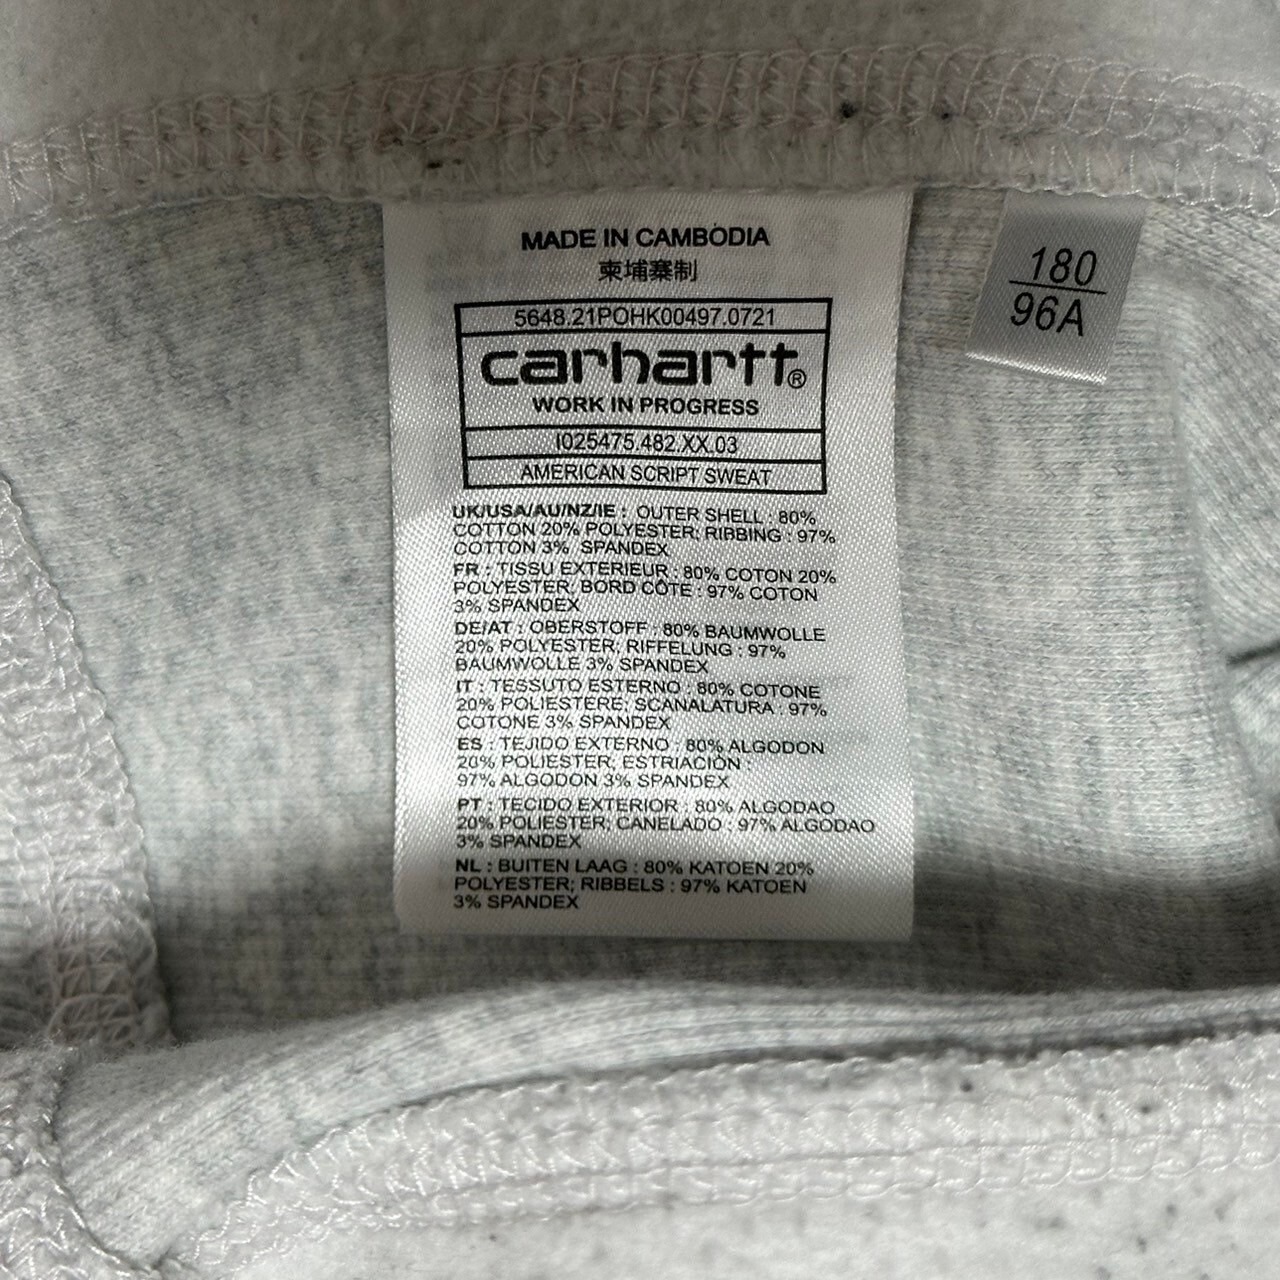 MADE IN CAMBODIA
柬埔寨制
5648.21POHK00497.0721
carhartt®
WORK IN PROGRESS
I025475.482.XX.03
AMERICAN SCRIPT SWEAT
UK/USA/AU/NZ/IE : OUTER SHELL : 80%
COTTON 20% POLYESTER; RIBBING : 97%
COTTON 3% SPANDEX
FR : TISSU EXTERIEUR : 80% COTON 20%
POLYESTER, BORD CÔTE : 97% COTON
3% SPANDEX
DE/AT : OBERSTOFF : 80% BAUMWOLLE
20% POLYESTER; RIFFELUNG : 97%
BAUMWOLLE 3% SPANDEX
IT : TESSUTO ESTERNO : 80% COTONE
20% POLIESTERE; SCANALATURA : 97%
COTONE 3% SPANDEX
ES : TEJIDO EXTERNO : 80% ALGODON
20% POLIESTER; ESTRIACIÓN :
97% ALGODON 3% SPANDEX
PT : TECIDO EXTERIOR : 80% ALGODAO
20% POLIESTER; CANELADO : 97% ALGODAO
3% SPANDEX
NL : BUITEN LAAG : 80% KATOEN 20%
POLYESTER; RIBBELS : 97% KATOEN
3% SPANDEX
180
96A